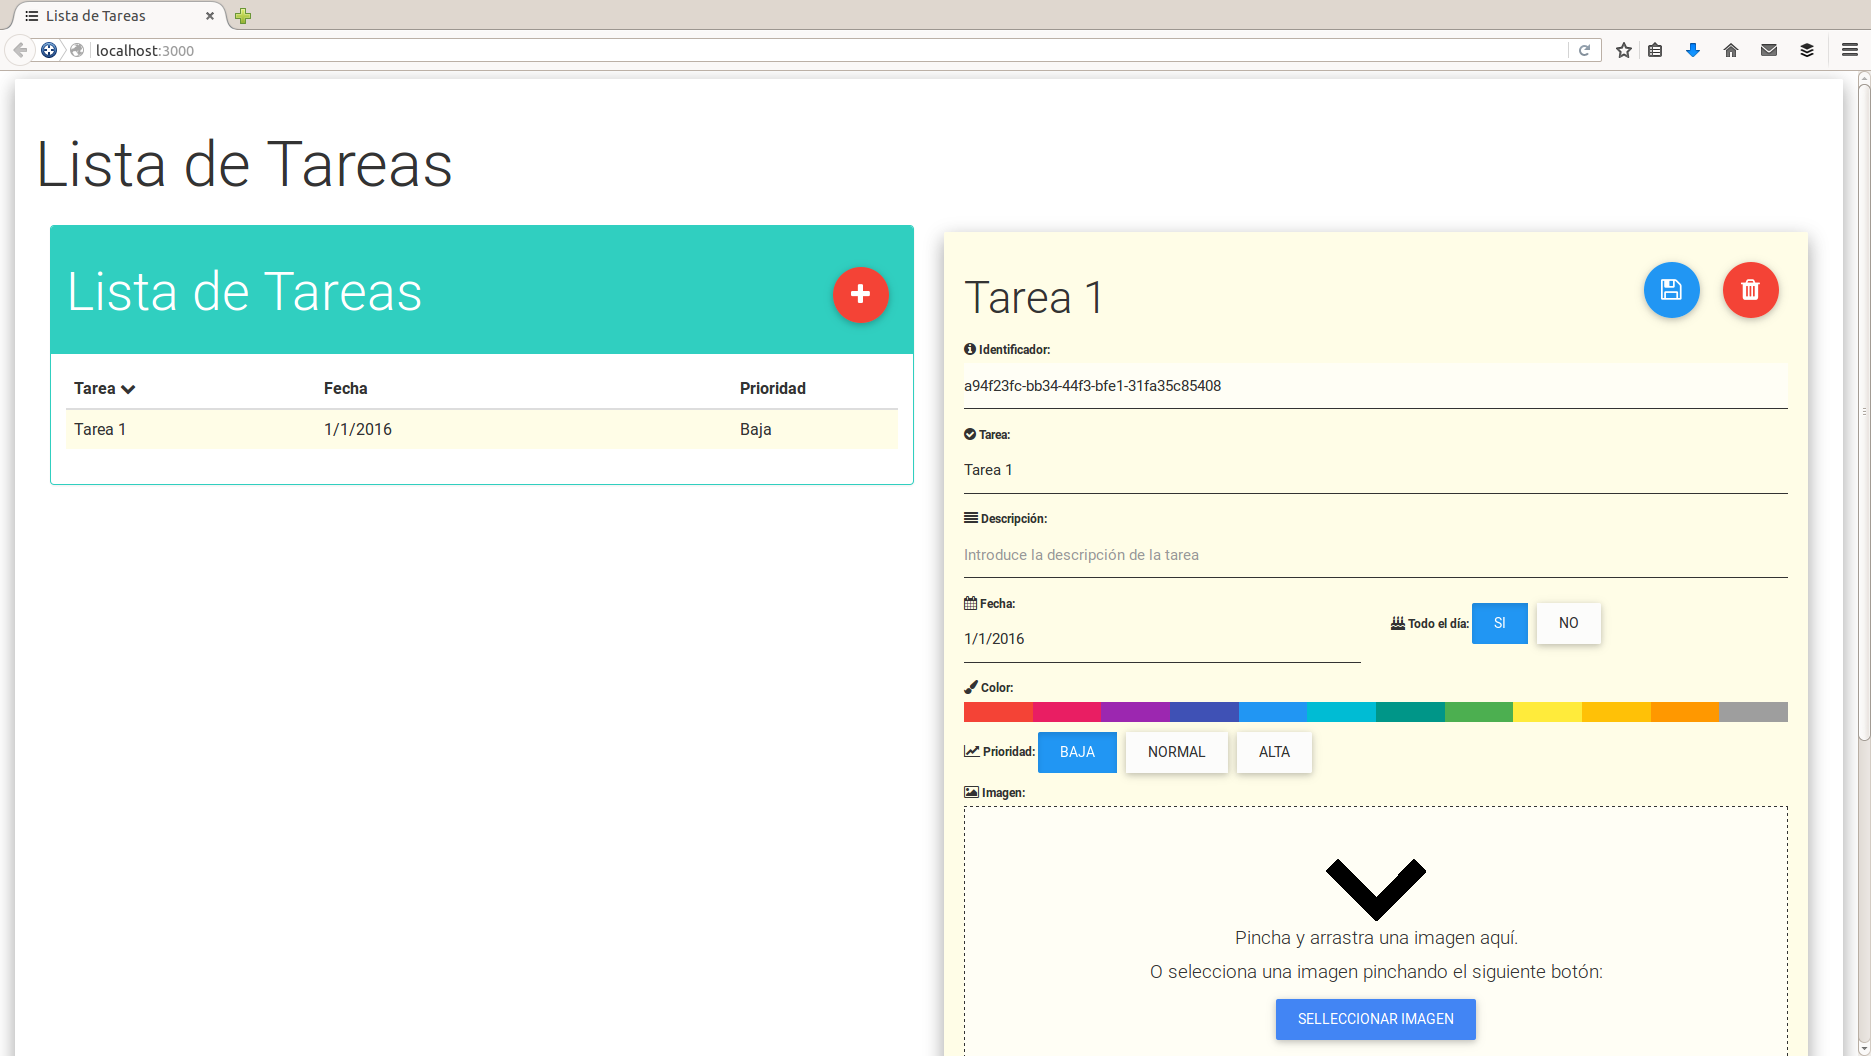 Lista de Tareas
localhost:3000
Lista de Tareas
Lista de Tareas
Tarea Fecha Prioridad
Tarea 1 1/1/2016 Baja
Tarea 1
Identificador:
a94f23fc-bb34-44f3-bfe1-31fa35c85408
Tarea:
Tarea 1
Descripción:
Introduce la descripción de la tarea
Fecha:
1/1/2016
Todo el día: SI NO
Color:
Prioridad: BAJA NORMAL ALTA
Imagen:
Pincha y arrastra una imagen aquí.
O selecciona una imagen pinchando el siguiente botón:
SELLECCIONAR IMAGEN